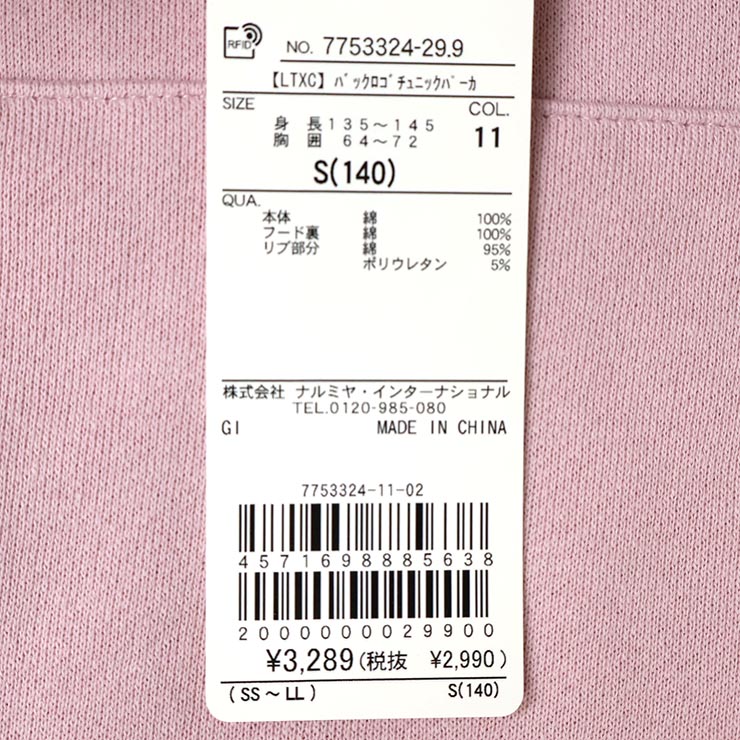 RFID
NO. 7753324-29.9
【LTXC】ﾊﾞｯｸﾛｺﾞﾁｭﾆｯｸﾊﾟｰｶ
SIZE COL.
身 長 135～145
胸 囲 64～72 11
S(140)
QUA.
本体 綿 100%
フード裏 綿 100%
リブ部分 綿 95%
ポリウレタン 5%
株式会社 ナルミヤ・インターナショナル
TEL.0120-985-080
GI MADE IN CHINA
7753324-11-02
4571698885638
2000000029900
¥3,289(税抜 ¥2,990)
(SS～LL) S(140)